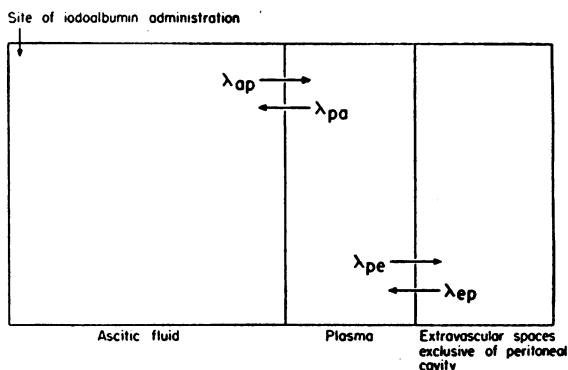 Site of iodoalbumin administration
λap
λpa
λpe
λep
Ascitic fluid
Plasma
Extravascular spaces
exclusive of peritoneal
cavity